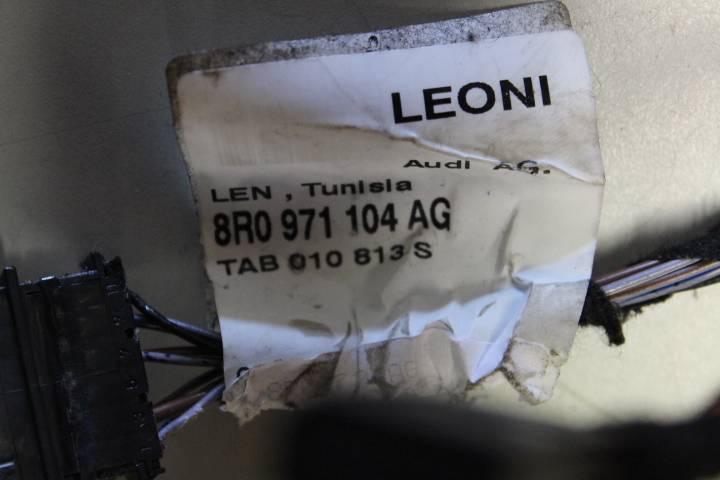 LEONI
Audi AG.
LEN , Tunisia
8R0 971 104 AG
TAB 010 813 S